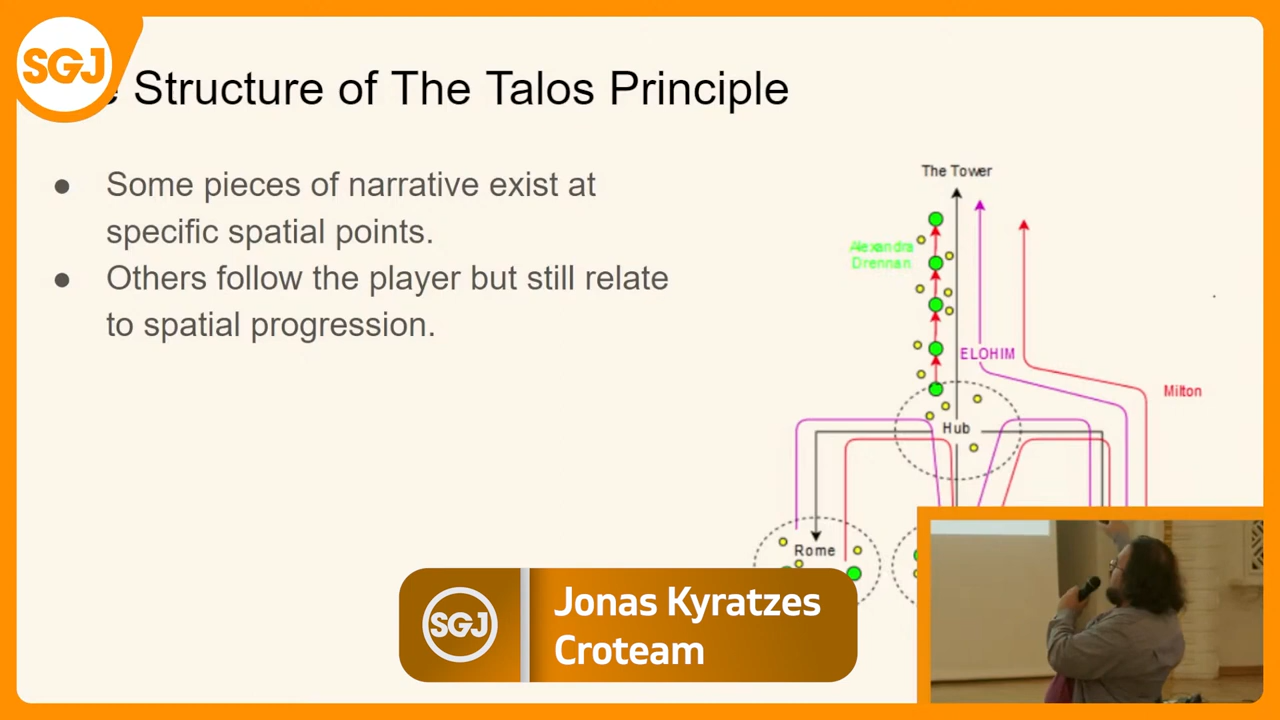 SGJ
Structure of The Talos Principle
● Some pieces of narrative exist at
specific spatial points.
● Others follow the player but still relate
to spatial progression.
The Tower
Alexandra
Drennan
ELOHIM
Milton
Hub
Rome
SGJ
Jonas Kyratzes
Croteam